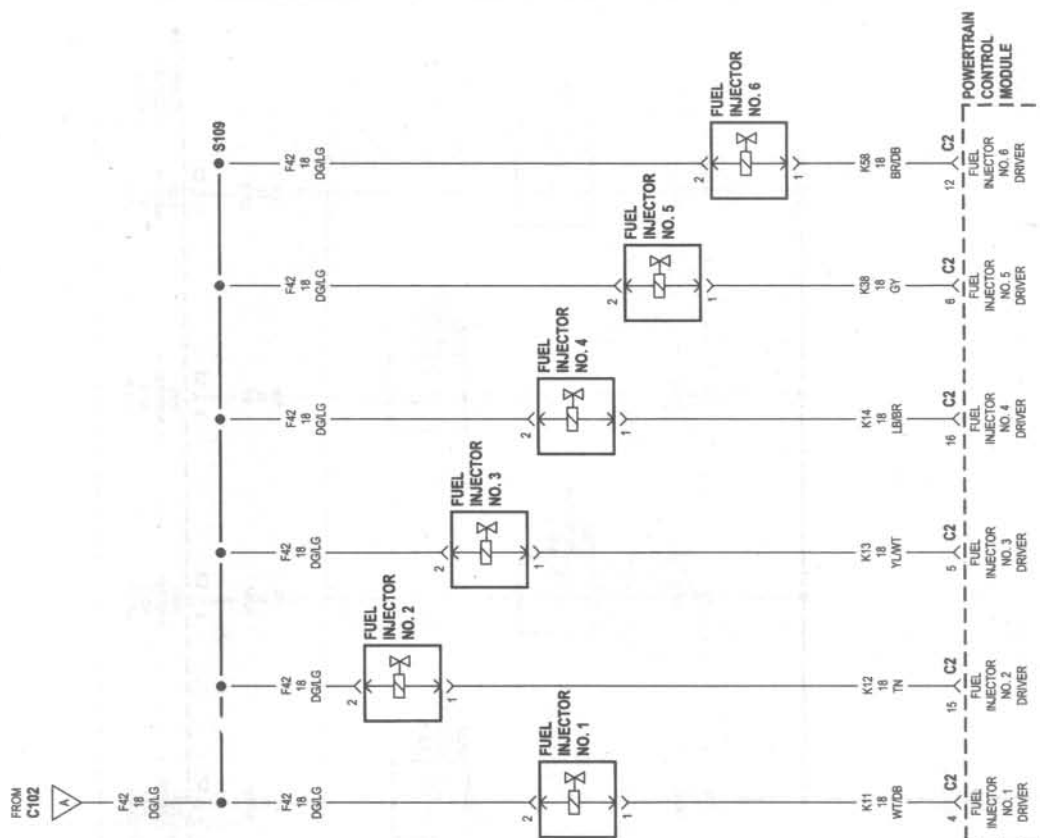 FROM
C102
A
F42
18
DG/LG
S109
F42
18
DG/LG
F42
18
DG/LG
F42
18
DG/LG
F42
18
DG/LG
F42
18
DG/LG
F42
18
DG/LG
FUEL
INJECTOR
NO. 1
2
1
FUEL
INJECTOR
NO. 2
2
1
FUEL
INJECTOR
NO. 3
2
1
FUEL
INJECTOR
NO. 4
2
1
FUEL
INJECTOR
NO. 5
2
1
FUEL
INJECTOR
NO. 6
2
1
K11
18
WT/DB
K12
18
TN
K13
18
YL/WT
K14
18
LB/BR
K38
18
GY
K58
18
BR/DB
4 C2
15 C2
5 C2
16 C2
6 C2
12 C2
FUEL
INJECTOR
NO. 1
DRIVER
FUEL
INJECTOR
NO. 2
DRIVER
FUEL
INJECTOR
NO. 3
DRIVER
FUEL
INJECTOR
NO. 4
DRIVER
FUEL
INJECTOR
NO. 5
DRIVER
FUEL
INJECTOR
NO. 6
DRIVER
POWERTRAIN
CONTROL
MODULE